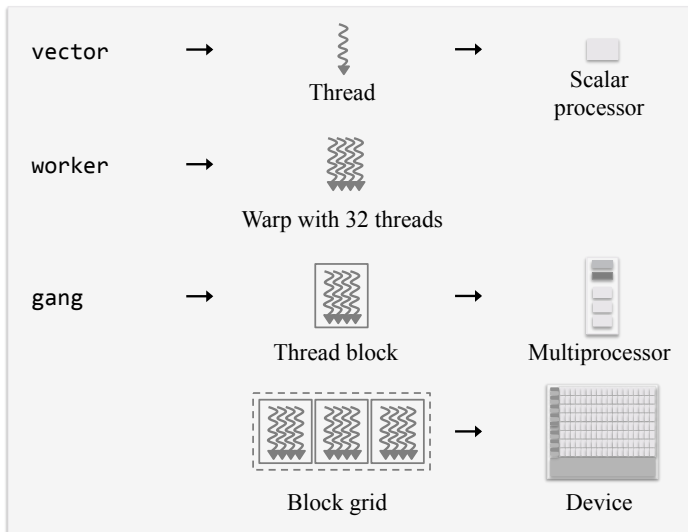 vector
Thread
Scalar
processor
worker
Warp with 32 threads
gang
Thread block
Multiprocessor
Block grid
Device